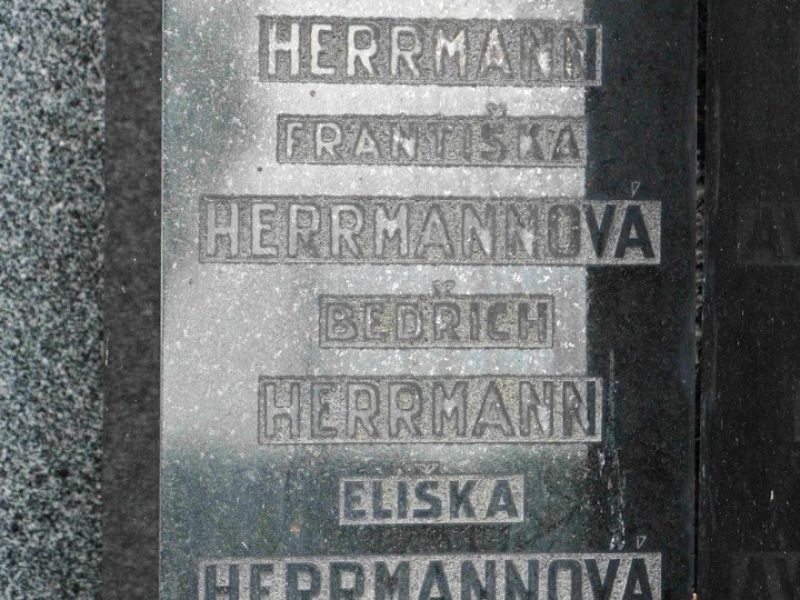 HERRMANN
FRANTIŠKA
HERRMANNOVÁ
BEDŘICH
HERRMANN
ELIŠKA
HERRMANNOVÁ